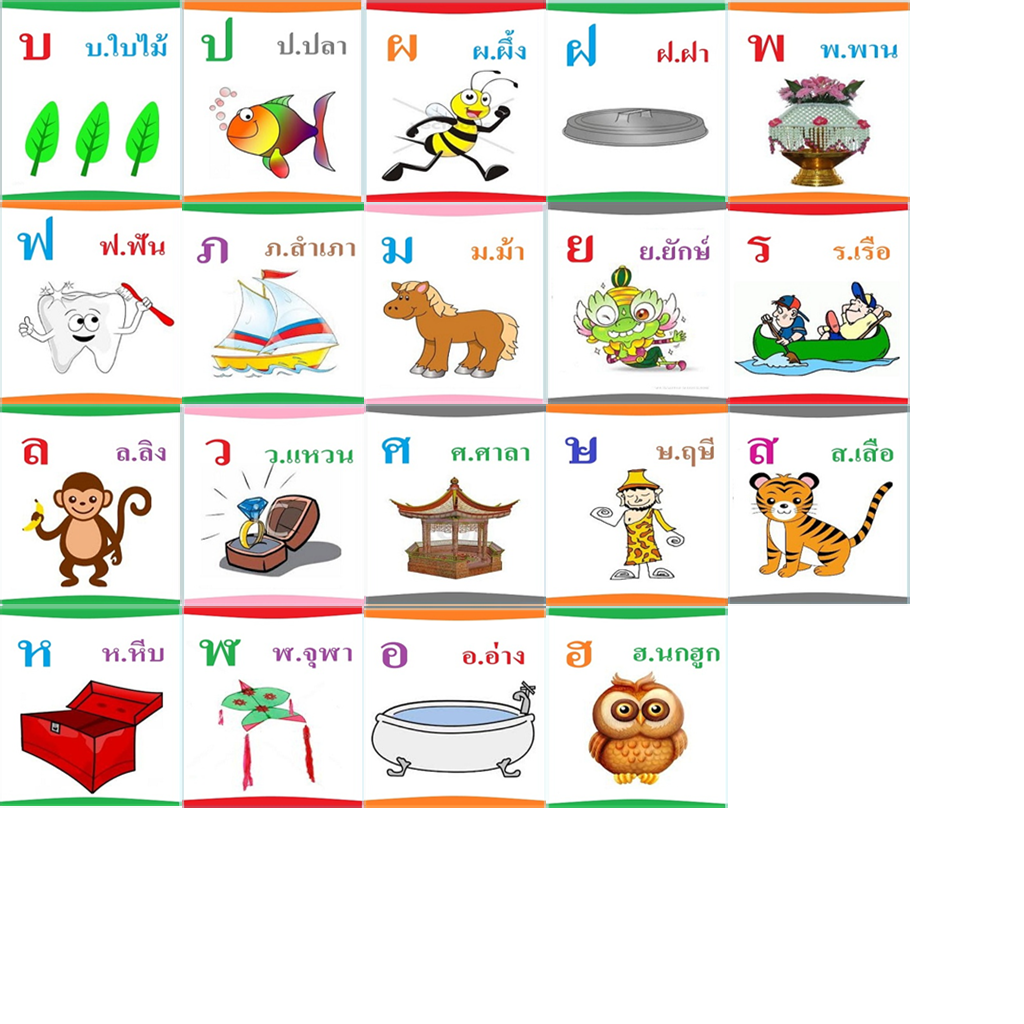 บ บ.ใบไม้
ป ป.ปลา
ผ ผ.ผึ้ง
ฝ ฝ.ฝา
พ พ.พาน
ฟ ฟ.ฟัน
ภ ภ.สำเภา
ม ม.ม้า
ย ย.ยักษ์
ร ร.เรือ
ล ล.ลิง
ว ว.แหวน
ศ ศ.ศาลา
ษ ษ.ฤษี
ส ส.เสือ
ห ห.หีบ
ฬ ฬ.จุฬา
อ อ.อ่าง
ฮ ฮ.นกฮูก